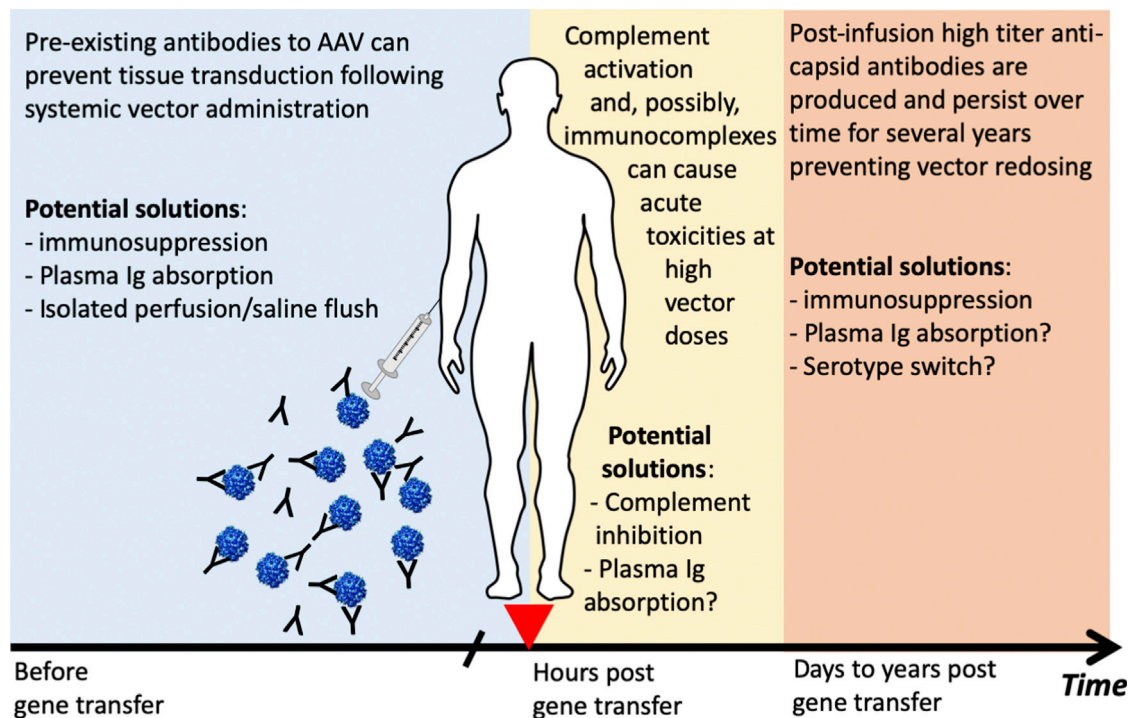 Pre-existing antibodies to AAV can
prevent tissue transduction following
systemic vector administration
Potential solutions:
- immunosuppression
- Plasma Ig absorption
- Isolated perfusion/saline flush
Complement
activation
and, possibly,
immunocomplexes
can cause
acute
toxicities at
high
vector
doses
Potential
solutions:
- Complement
inhibition
- Plasma Ig
absorption?
Post-infusion high titer anti-
capsid antibodies are
produced and persist over
time for several years
preventing vector redosing
Potential solutions:
- immunosuppression
- Plasma Ig absorption?
- Serotype switch?
Before
gene transfer
Hours post
gene transfer
Days to years post
gene transfer
Time